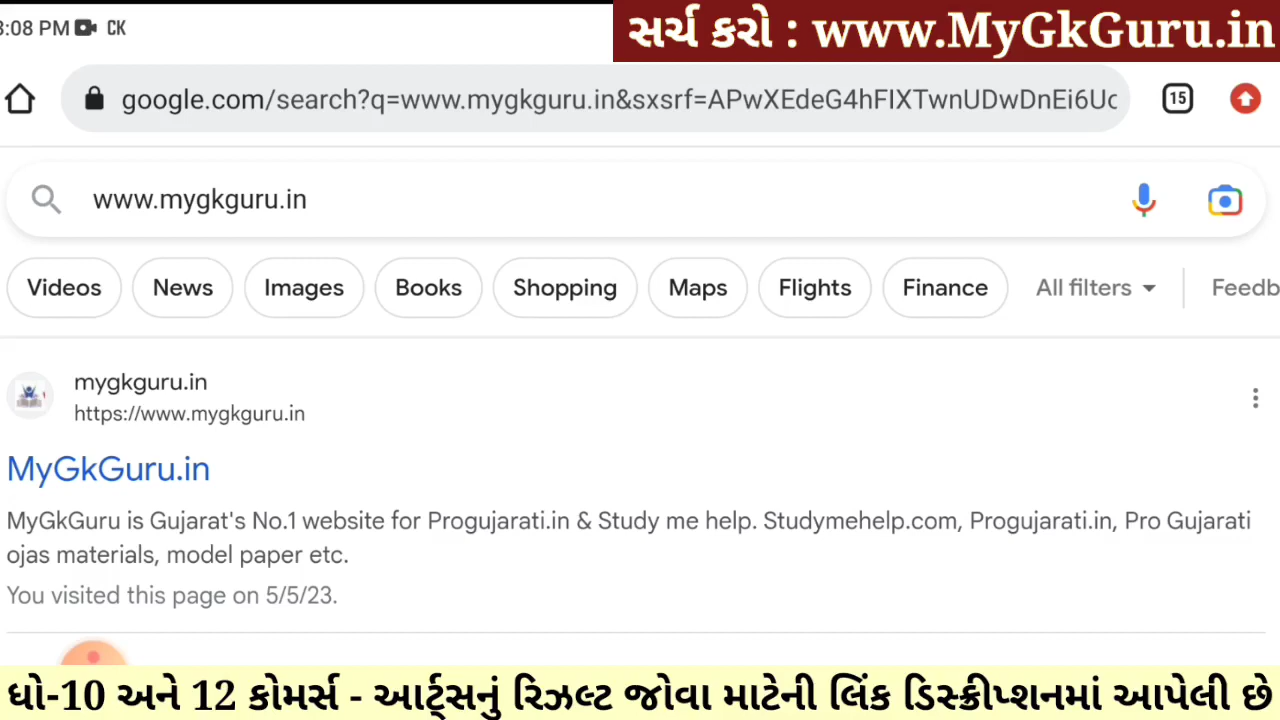 3:08 PM CK
સર્ચ કરો : www.MyGkGuru.in
google.com/search?q=www.mygkguru.in&sxsrf=APwXEdeG4hFIXTwnUDwDnEi6Uc
15
www.mygkguru.in
Videos News Images Books Shopping Maps Flights Finance All filters Feedb
mygkguru.in
https://www.mygkguru.in
MyGkGuru.in
MyGkGuru is Gujarat's No.1 website for Progujarati.in & Study me help. Studymehelp.com, Progujarati.in, Pro Gujarati
ojas materials, model paper etc.
You visited this page on 5/5/23.
ધો-10 અને 12 કોમર્સ - આર્ટ્સનું રિઝલ્ટ જોવા માટેની લિંક ડિસ્ક્રીપ્શનમાં આપેલી છે